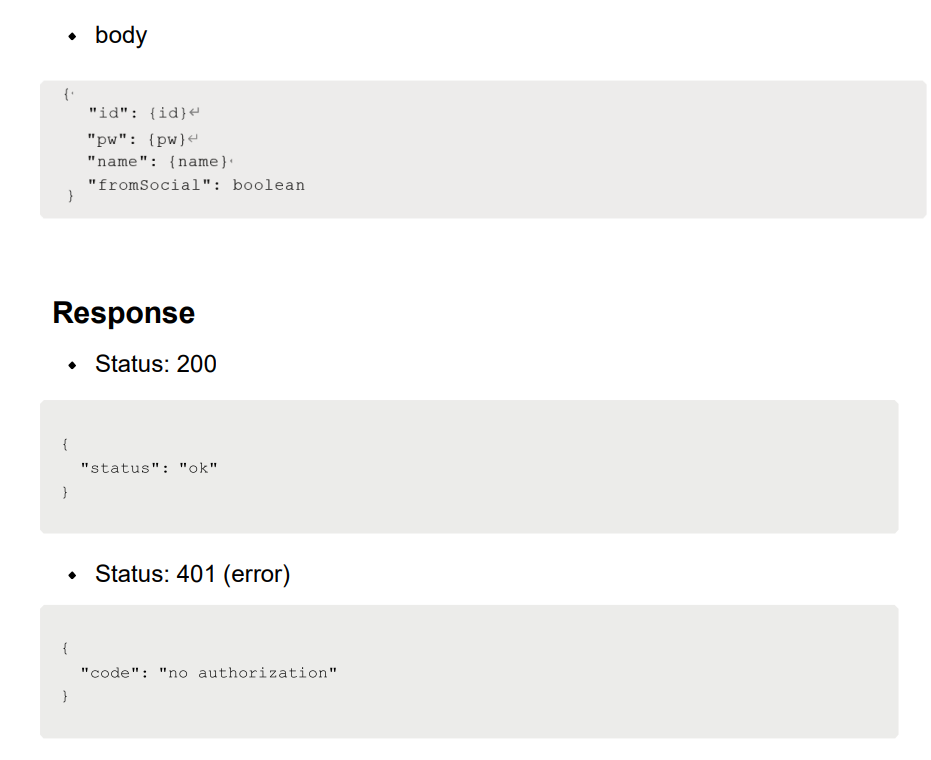 body
{
"id": {id}↵
"pw": {pw}↵
"name": {name}
"fromSocial": boolean
}
Response
Status: 200
{
"status": "ok"
}
Status: 401 (error)
{
"code": "no authorization"
}